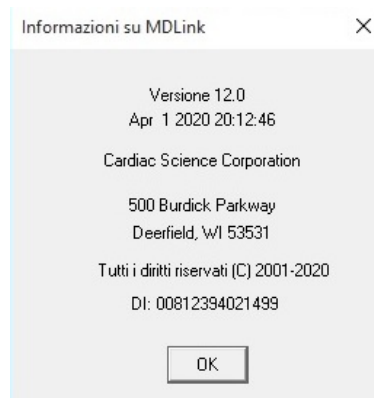 Informazioni su MDLink
Versione 12.0
Apr 1 2020 20:12:46
Cardiac Science Corporation
500 Burdick Parkway
Deerfield, WI 53531
Tutti i diritti riservati (C) 2001-2020
DI: 00812394021499
OK